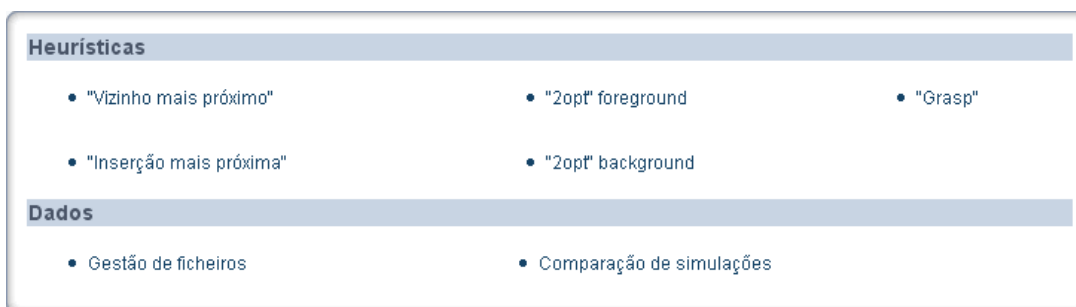 Heurísticas
"Vizinho mais próximo" "2opt" foreground "Grasp"
"Inserção mais próxima" "2opt" background
Dados
Gestão de ficheiros Comparação de simulações